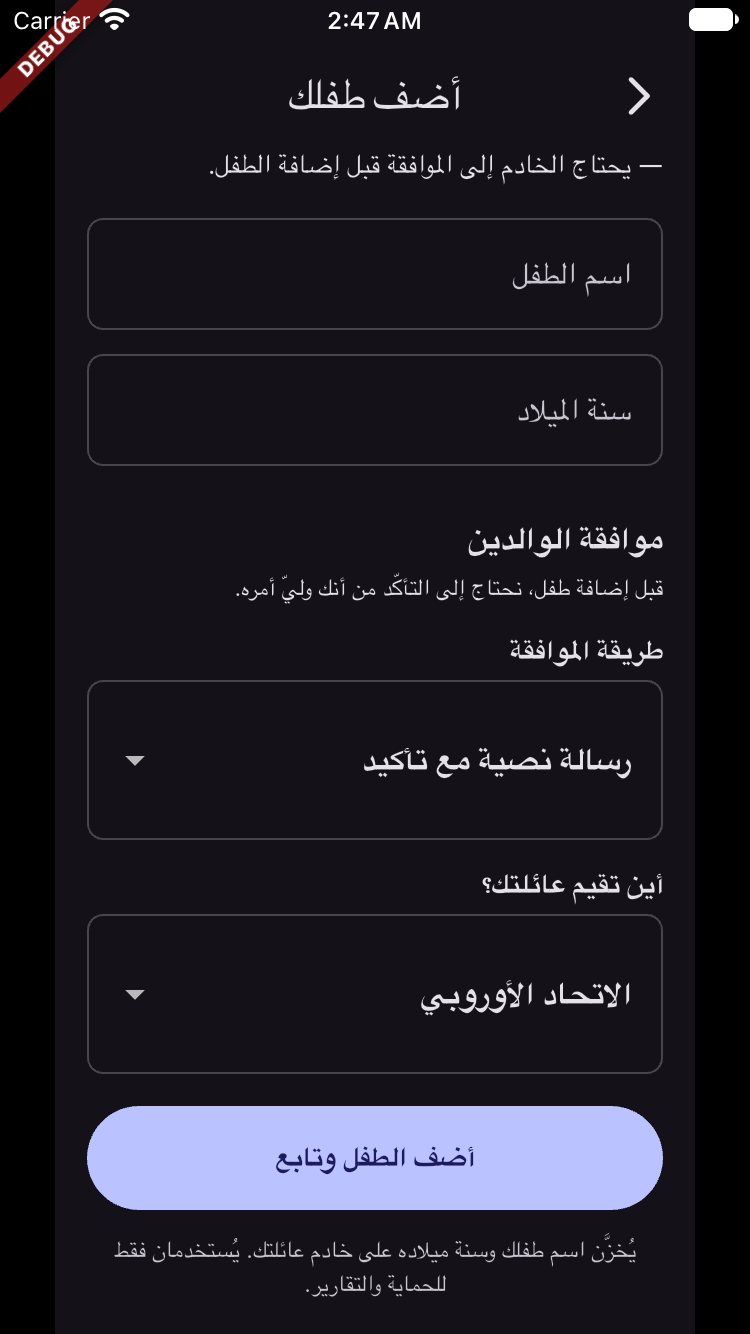 Carrier
2:47 AM
DEBUG
أضف طفلك
— يحتاج الخادم إلى الموافقة قبل إضافة الطفل.
اسم الطفل
سنة الميلاد
موافقة الوالدين
قبل إضافة طفل، نحتاج إلى التأكّد من أنك وليّ أمره.
طريقة الموافقة
رسالة نصية مع تأكيد
أين تقيم عائلتك؟
الاتحاد الأوروبي
أضف الطفل وتابع
يُخزَّن اسم طفلك وسنة ميلاده على خادم عائلتك. يُستخدمان فقط
للحماية والتقارير.